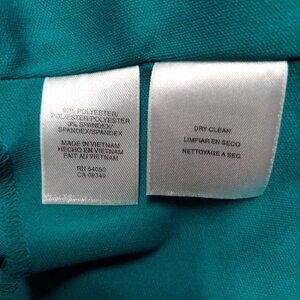 97% POLYESTER/
POLYESTER/POLYESTER
3% SPANDEX/
SPANDEX/SPANDEX
MADE IN VIETNAM
HECHO EN VIETNAM
FAIT AU VIETNAM
RN 54050
CA 08349
DRY CLEAN
LIMPIAR EN SECO
NETTOYAGE A SEC